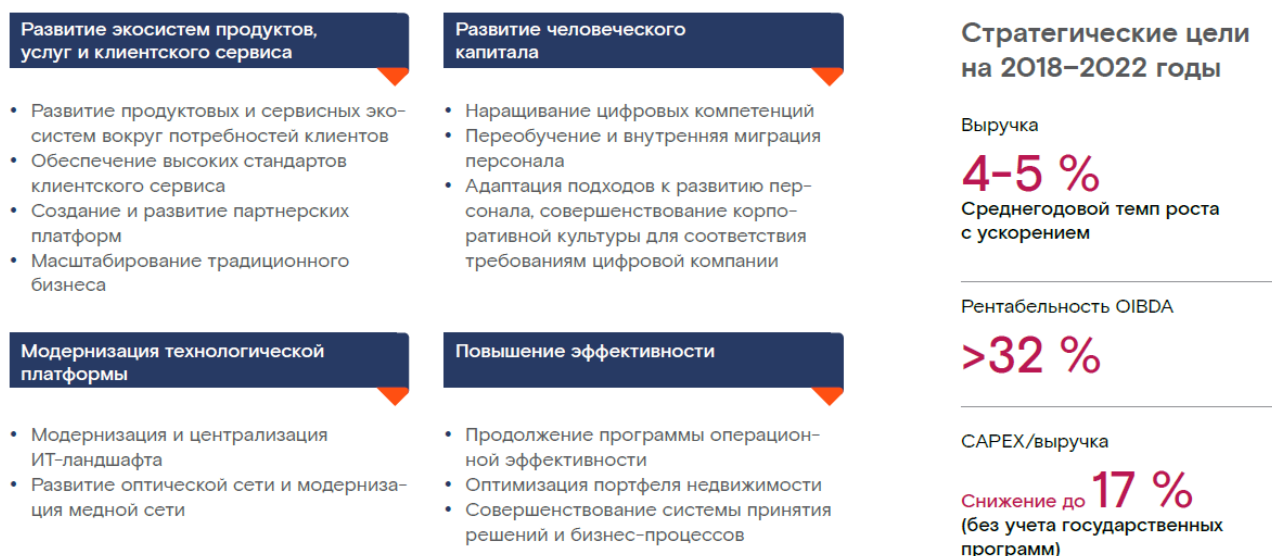 Развитие экосистем продуктов,
услуг и клиентского сервиса
• Развитие продуктовых и сервисных эко-
систем вокруг потребностей клиентов
• Обеспечение высоких стандартов
клиентского сервиса
• Создание и развитие партнерских
платформ
• Масштабирование традиционного
бизнеса
Развитие человеческого
капитала
• Наращивание цифровых компетенций
• Переобучение и внутренняя миграция
персонала
• Адаптация подходов к развитию пер-
сонала, совершенствование корпо-
ративной культуры для соответствия
требованиям цифровой компании
Модернизация технологической
платформы
• Модернизация и централизация
ИТ-ландшафта
• Развитие оптической сети и модерниза-
ция медной сети
Повышение эффективности
• Продолжение программы операцион-
ной эффективности
• Оптимизация портфеля недвижимости
• Совершенствование системы принятия
решений и бизнес-процессов
Стратегические цели
на 2018–2022 годы
Выручка
4-5 %
Среднегодовой темп роста
с ускорением
Рентабельность OIBDA
>32 %
CAPEX/выручка
Снижение до 17 %
(без учета государственных
программ)